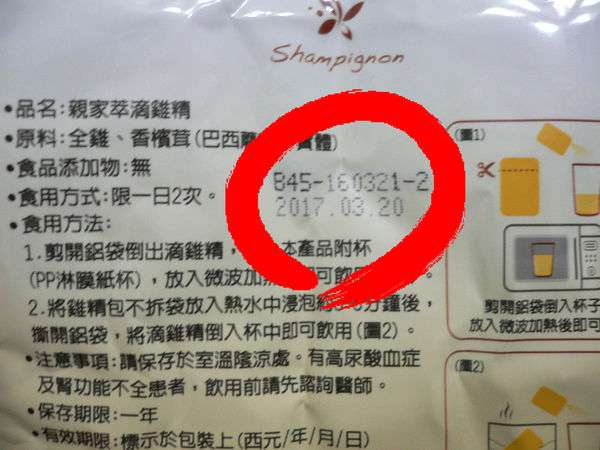 Shampignon
•品名:親家萃滴雞精
•原料:全雞、香檳茸(巴西
(圖1)
•食品添加物:無
B45-160321-2
•食用方式:限一日2次。
2017.03.20
•食用方法:
1.剪開鋁袋倒出滴雞精, 本產品附杯
(PP淋膜紙杯),放入微波加 即可飲
2.將雞精包不拆袋放入熱水中浸泡 分鐘後,
撕開鋁袋,將滴雞精倒入杯中即可飲用(圖2)。
剪開鋁袋倒入杯子
放入微波加熱後即可
•注意事項:請保存於室溫陰涼處。有高尿酸血症
及腎功能不全患者,飲用前請先諮詢醫師。
(圖2)
•保存期限:一年
•有效期限:標示於包裝上(西元/年/月/日)